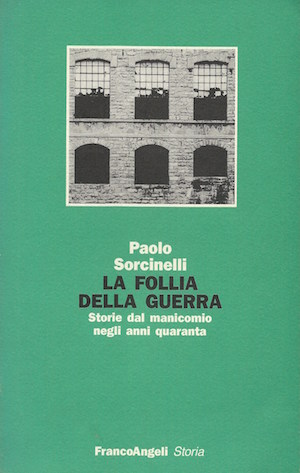 Paolo
Sorcinelli
LA FOLLIA
DELLA GUERRA
Storie dal manicomio
negli anni quaranta
FrancoAngeli Storia